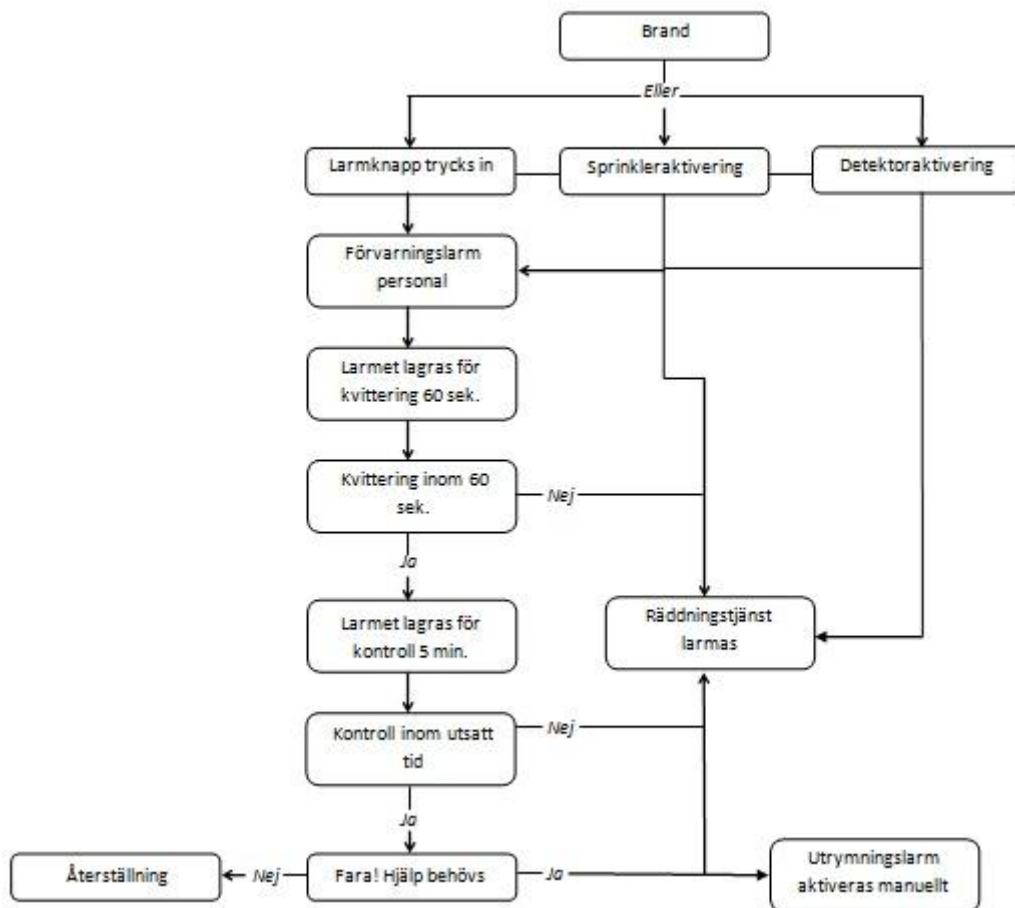 Brand
Eller
Larmknapp trycks in
Sprinkleraktivering
Detektoraktivering
Förvarningslarm
personal
Larmet lagras för
kvittering 60 sek.
Kvittering inom 60
sek.
Nej
Ja
Larmet lagras för
kontroll 5 min.
Räddningstjänst
larmas
Kontroll inom utsatt
tid
Nej
Ja
Återställning
Nej
Fara! Hjälp behövs
Ja
Utrymningslarm
aktiveras manuellt